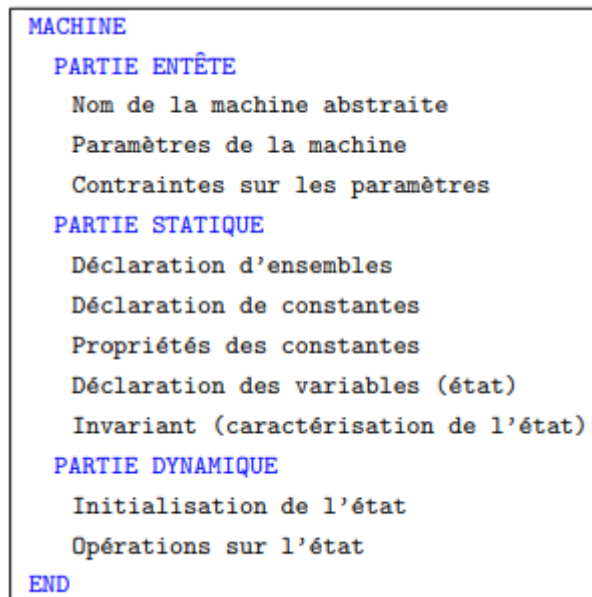 MACHINE
PARTIE ENTÊTE
Nom de la machine abstraite
Paramètres de la machine
Contraintes sur les paramètres
PARTIE STATIQUE
Déclaration d'ensembles
Déclaration de constantes
Propriétés des constantes
Déclaration des variables (état)
Invariant (caractérisation de l'état)
PARTIE DYNAMIQUE
Initialisation de l'état
Opérations sur l'état
END